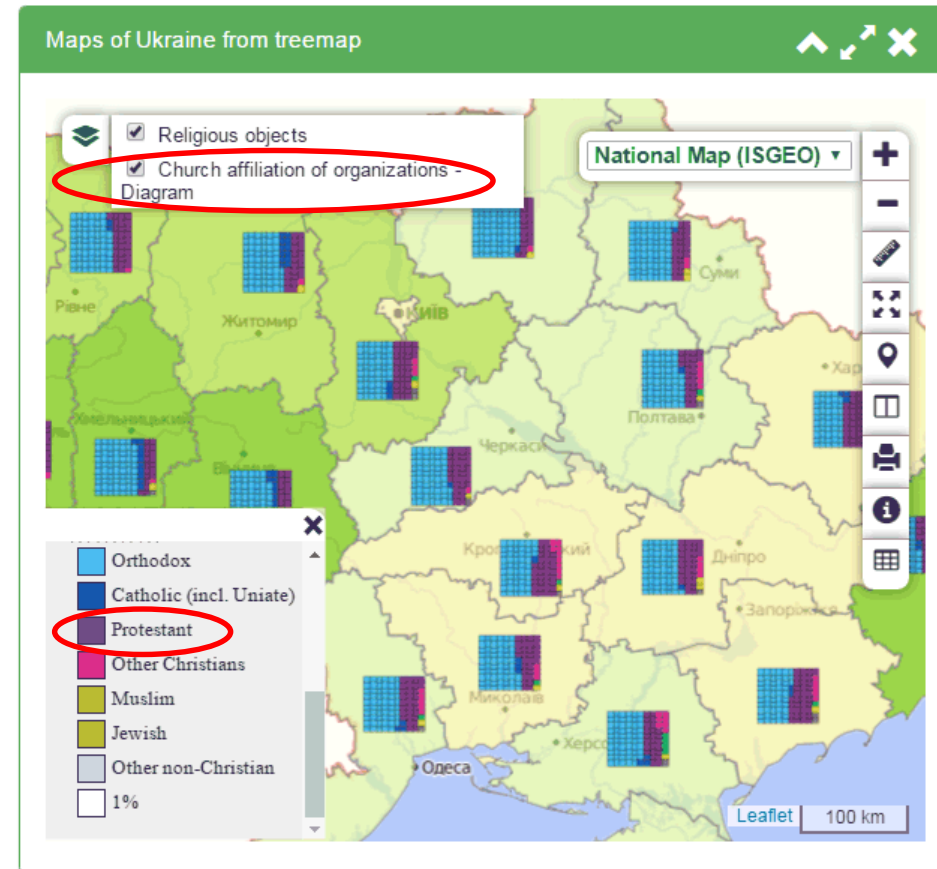 Maps of Ukraine from treemap
Religious objects
Church affiliation of organizations -
Diagram
National Map (ISGEO)
Суми
Рівне
Житомир
КИЇВ
Хар
Полтава
Хмельницький
Черкаси
Дніпро
Запоріжжя
Миколаїв
Херсо
Одеса
Orthodox
Catholic (incl. Uniate)
Protestant
Other Christians
Muslim
Jewish
Other non-Christian
1%
Leaflet
100 km